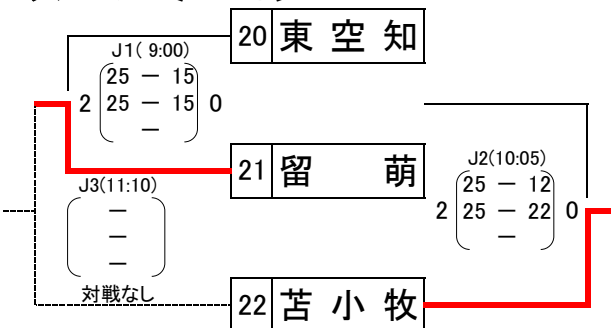 20 東 空 知
J1( 9:00)
25 － 15
2 25 － 15 0
－
21 留 萌
J2(10:05)
25 － 12
2 25 － 22 0
－
J3(11:10)
－
－
－
対戦なし
22 苫 小 牧